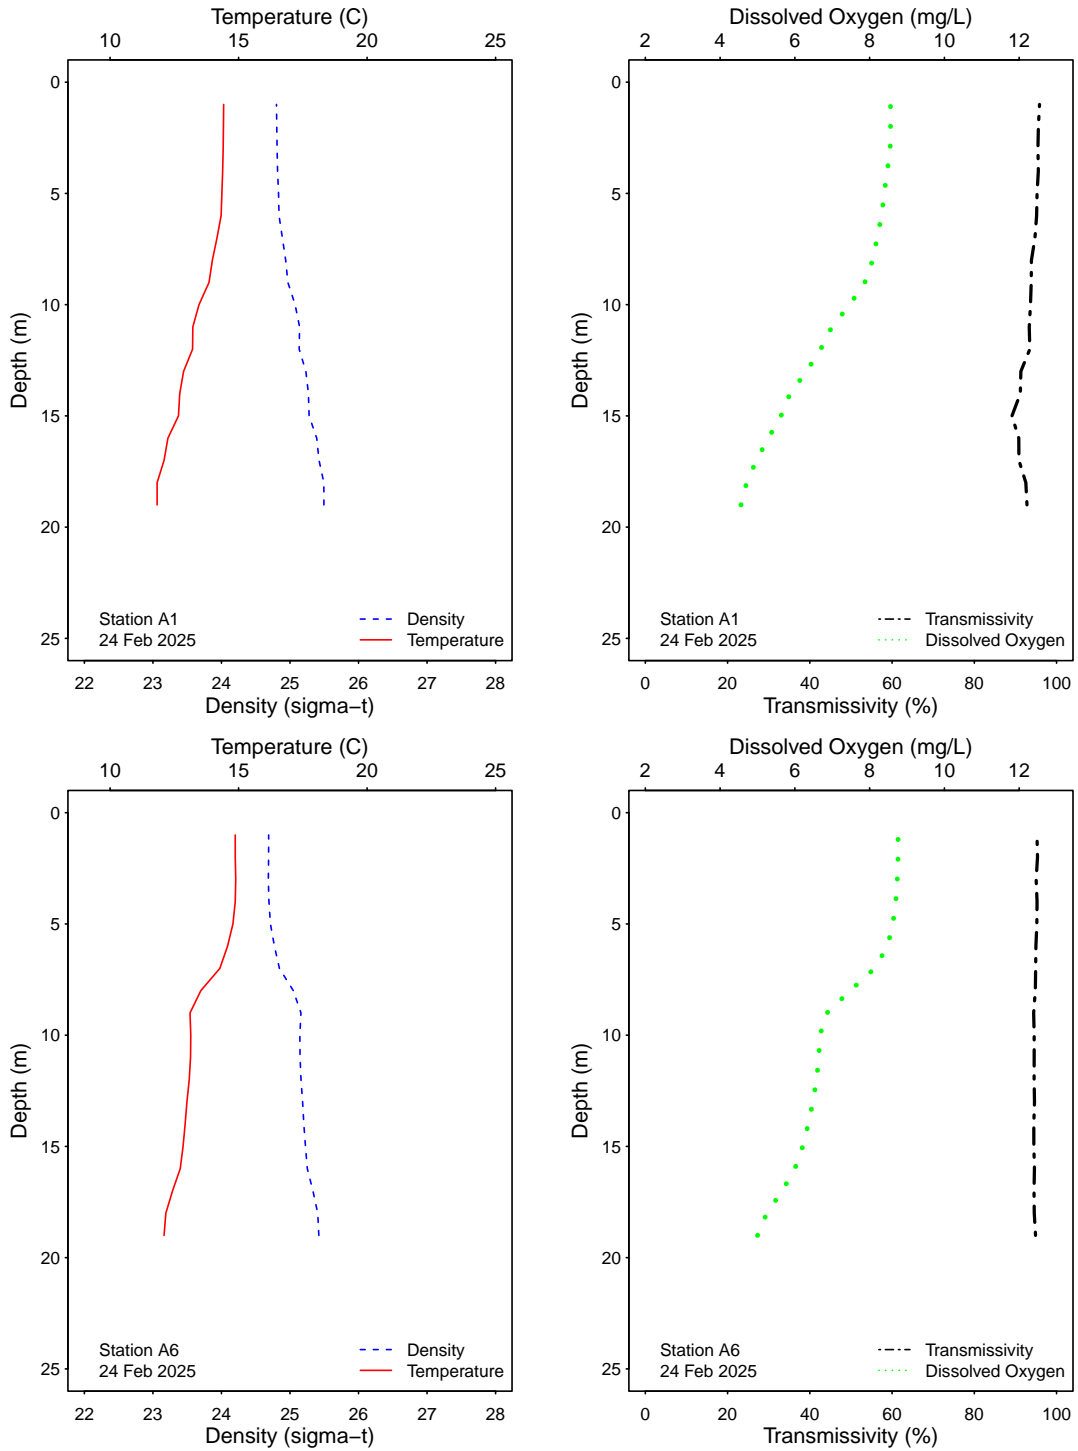 Temperature (C)
10 15 20 25
0
5
10
15
20
25
Depth (m)
Station A1
24 Feb 2025
Density
Temperature
22 23 24 25 26 27 28
Density (sigma−t)
Dissolved Oxygen (mg/L)
2 4 6 8 10 12
0
5
10
15
20
25
Depth (m)
Station A1
24 Feb 2025
Transmissivity
Dissolved Oxygen
0 20 40 60 80 100
Transmissivity (%)
Temperature (C)
10 15 20 25
0
5
10
15
20
25
Depth (m)
Station A6
24 Feb 2025
Density
Temperature
22 23 24 25 26 27 28
Density (sigma−t)
Dissolved Oxygen (mg/L)
2 4 6 8 10 12
0
5
10
15
20
25
Depth (m)
Station A6
24 Feb 2025
Transmissivity
Dissolved Oxygen
0 20 40 60 80 100
Transmissivity (%)